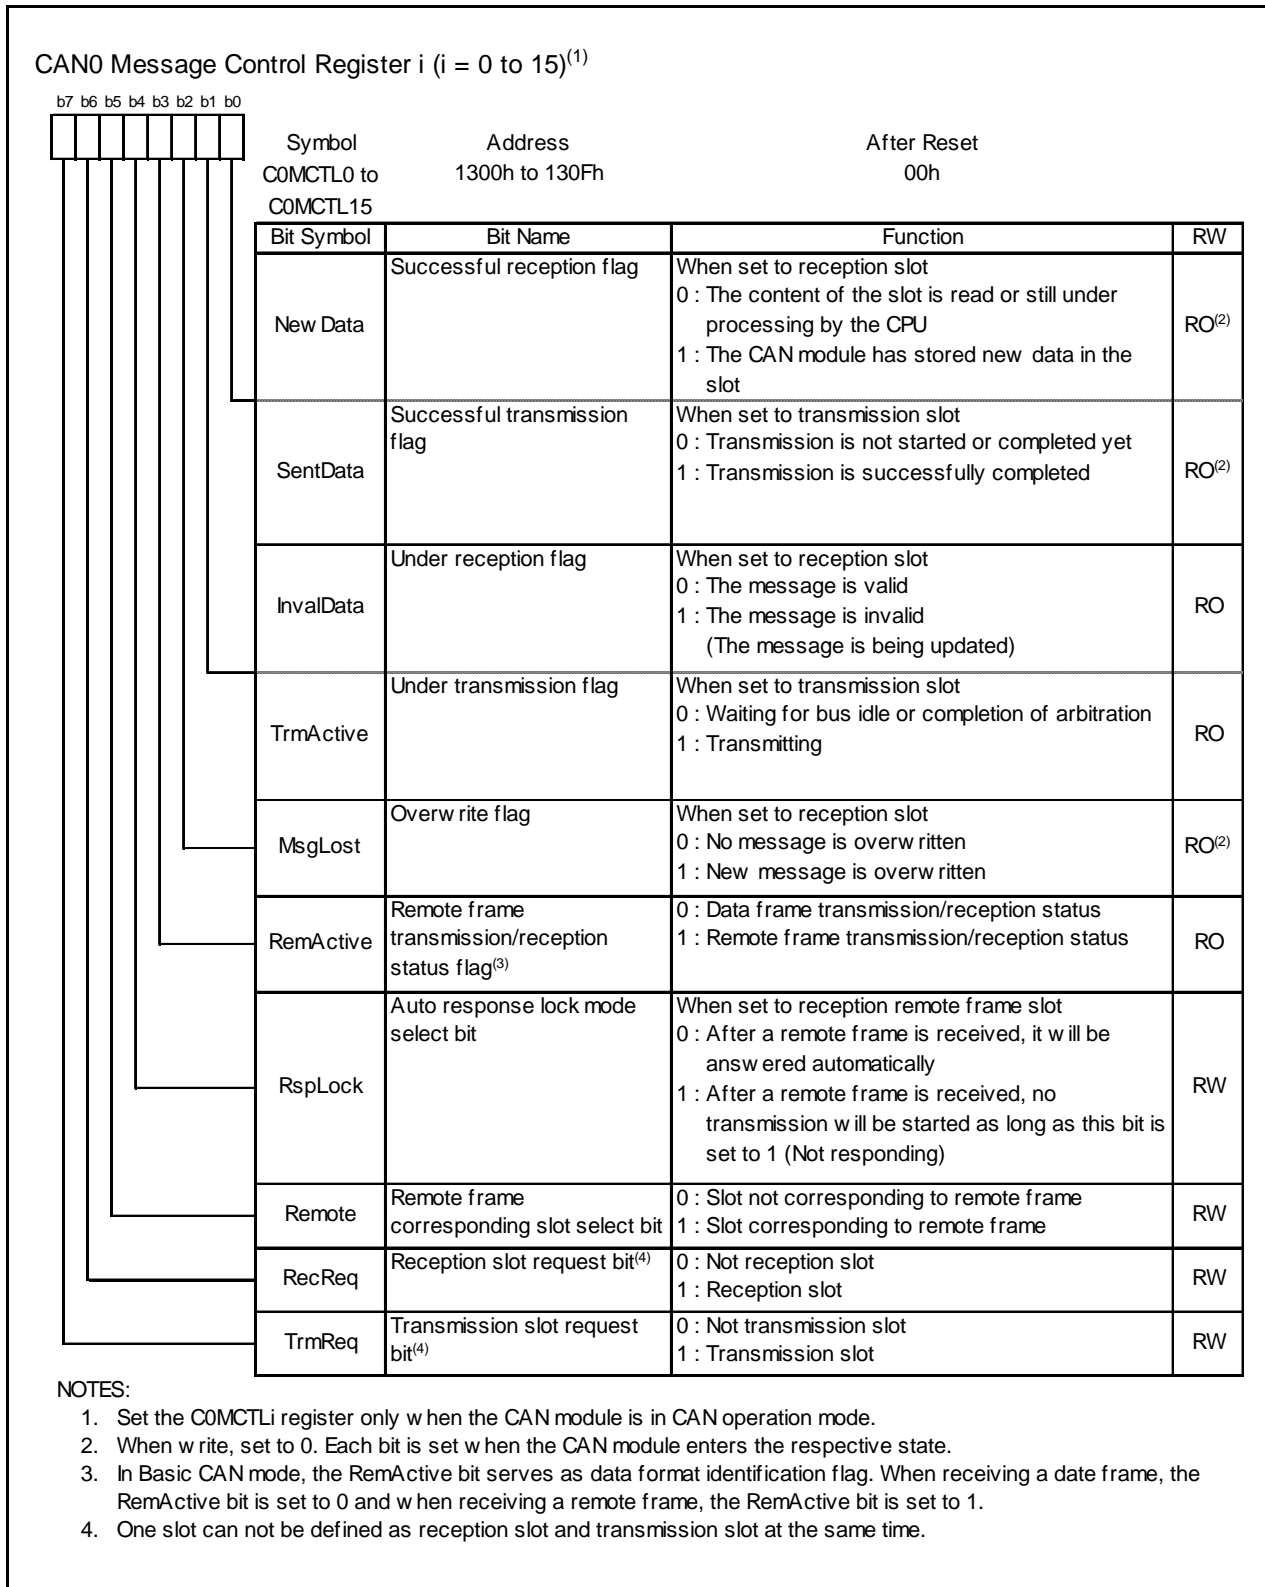 CAN0 Message Control Register i (i = 0 to 15)(1)
b7 b6 b5 b4 b3 b2 b1 b0
Symbol Address After Reset
C0MCTL0 to 1300h to 130Fh 00h
C0MCTL15
Bit Symbol Bit Name Function RW
NewData
Successful reception flag
When set to reception slot
0 : The content of the slot is read or still under
processing by the CPU
1 : The CAN module has stored new data in the
slot
RO(2)
SentData
Successful transmission
flag
When set to transmission slot
0 : Transmission is not started or completed yet
1 : Transmission is successfully completed
RO(2)
InvalData
Under reception flag
When set to reception slot
0 : The message is valid
1 : The message is invalid
(The message is being updated)
RO
TrmActive
Under transmission flag
When set to transmission slot
0 : Waiting for bus idle or completion of arbitration
1 : Transmitting
RO
MsgLost
Overwrite flag
When set to reception slot
0 : No message is overwritten
1 : New message is overwritten
RO(2)
RemActive
Remote frame
transmission/reception
status flag(3)
0 : Data frame transmission/reception status
1 : Remote frame transmission/reception status
RO
RspLock
Auto response lock mode
select bit
When set to reception remote frame slot
0 : After a remote frame is received, it will be
answered automatically
1 : After a remote frame is received, no
transmission will be started as long as this bit is
set to 1 (Not responding)
RW
Remote
Remote frame
corresponding slot select bit
0 : Slot not corresponding to remote frame
1 : Slot corresponding to remote frame
RW
RecReq
Reception slot request bit(4)
0 : Not reception slot
1 : Reception slot
RW
TrmReq
Transmission slot request
bit(4)
0 : Not transmission slot
1 : Transmission slot
RW
NOTES:
1. Set the C0MCTLi register only when the CAN module is in CAN operation mode.
2. When write, set to 0. Each bit is set when the CAN module enters the respective state.
3. In Basic CAN mode, the RemActive bit serves as data format identification flag. When receiving a date frame, the
RemActive bit is set to 0 and when receiving a remote frame, the RemActive bit is set to 1.
4. One slot can not be defined as reception slot and transmission slot at the same time.